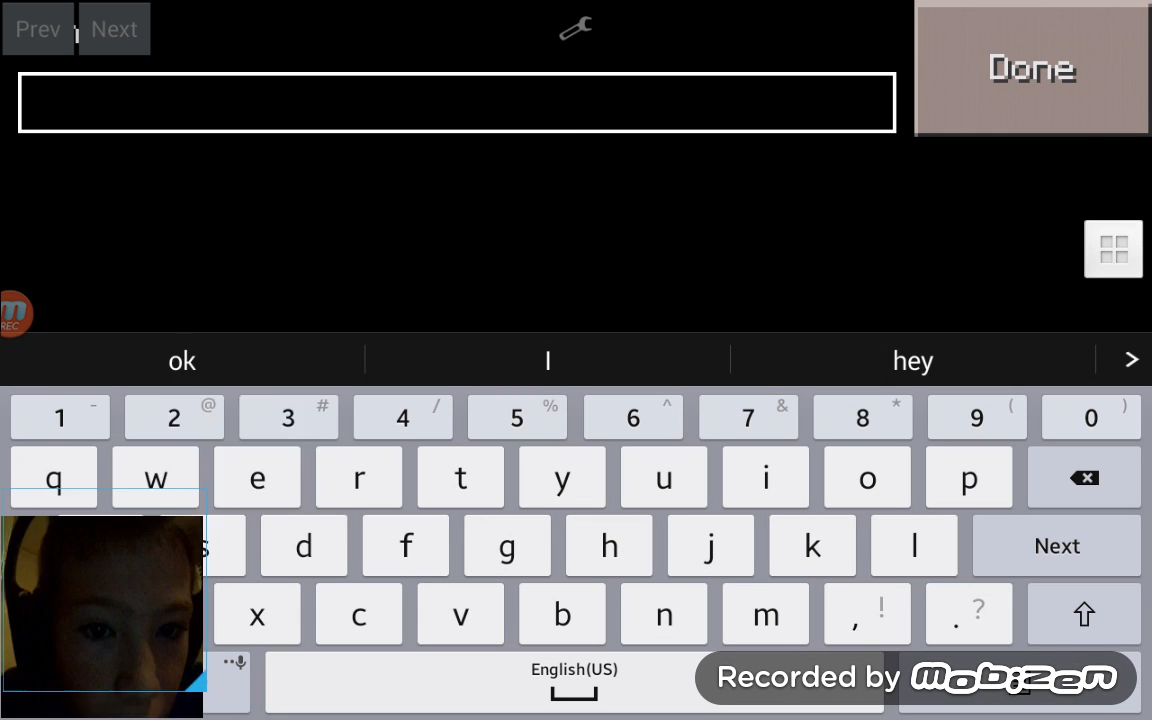 Prev Next
Done
REC
ok I hey >
1 - 2 @ 3 # 4 / 5 % 6 ^ 7 & 8 * 9 ( 0 )
q w e r t y u i o p
s d f g h j k l Next
x c v b n m , ! . ?
English(US)
Recorded by mobizen